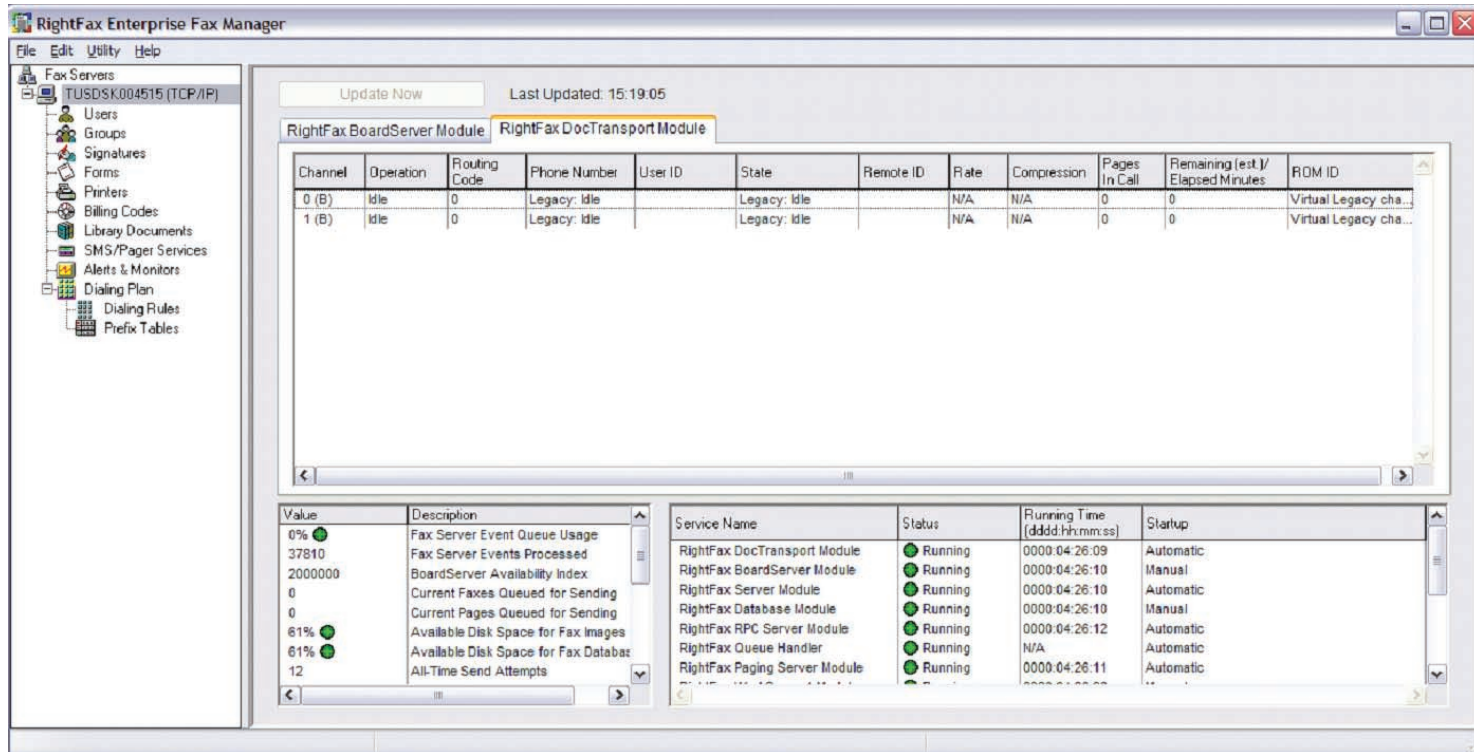 RightFax Enterprise Fax Manager
File Edit Utility Help
Fax Servers
TUSDSK004515 (TCP/IP)
Users
Groups
Signatures
Forms
Printers
Billing Codes
Library Documents
SMS/Pager Services
Alerts & Monitors
Dialing Plan
Dialing Rules
Prefix Tables
Update Now Last Updated: 15:19:05
RightFax BoardServer Module RightFax DocTransport Module
Channel Operation Routing Code Phone Number User ID State Remote ID Rate Compression Pages In Call Remaining (est.)/ Elapsed Minutes ROM ID
0 (B) Idle 0 Legacy: Idle Legacy: Idle N/A N/A 0 0 Virtual Legacy cha...
1 (B) Idle 0 Legacy: Idle Legacy: Idle N/A N/A 0 0 Virtual Legacy cha...
Value Description
0% Fax Server Event Queue Usage
37810 Fax Server Events Processed
2000000 BoardServer Availability Index
0 Current Faxes Queued for Sending
0 Current Pages Queued for Sending
61% Available Disk Space for Fax Images
61% Available Disk Space for Fax Databas
12 All-Time Send Attempts
Service Name Status Running Time (dddd:hh:mm:ss) Startup
RightFax DocTransport Module Running 0000:04:26:09 Automatic
RightFax BoardServer Module Running 0000:04:26:10 Manual
RightFax Server Module Running 0000:04:26:10 Automatic
RightFax Database Module Running 0000:04:26:10 Manual
RightFax RPC Server Module Running 0000:04:26:12 Automatic
RightFax Queue Handler Running N/A Automatic
RightFax Paging Server Module Running 0000:04:26:11 Automatic